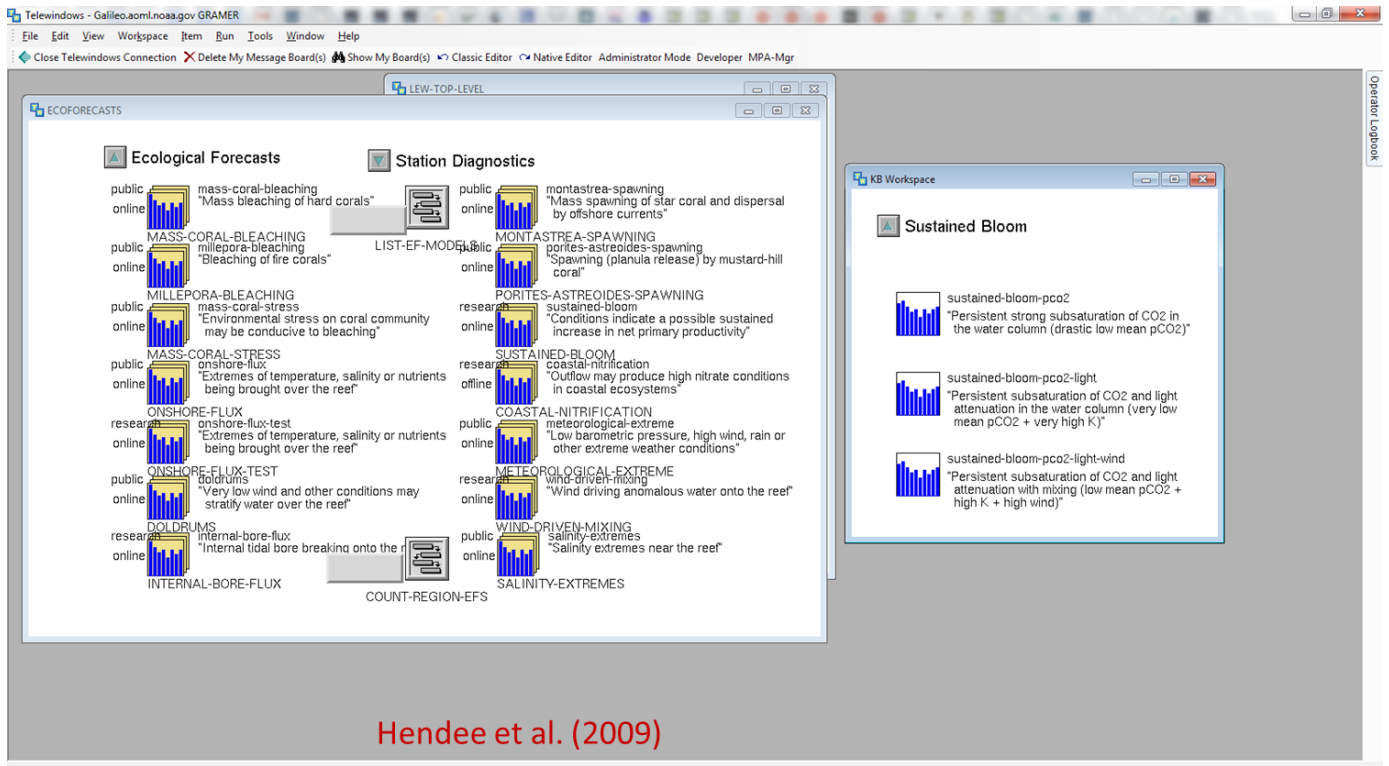 Telewindows - Galileo.aoml.noaa.gov GRAMER
File Edit View Workspace Item Run Tools Window Help
Close Telewindows Connection Delete My Message Board(s) Show My Board(s) Classic Editor Native Editor Administrator Mode Developer MPA-Mgr
Operator Logbook
LEW-TOP-LEVEL
ECOFORECASTS
Ecological Forecasts
Station Diagnostics
public
online
mass-coral-bleaching
"Mass bleaching of hard corals"
MASS-CORAL-BLEACHING
public
online
millepora-bleaching
"Bleaching of fire corals"
MILLEPORA-BLEACHING
public
online
mass-coral-stress
"Environmental stress on coral community
may be conducive to bleaching"
MASS-CORAL-STRESS
public
online
onshore-flux
"Extremes of temperature, salinity or nutrients
being brought over the reef"
ONSHORE-FLUX
research
online
onshore-flux-test
"Extremes of temperature, salinity or nutrients
being brought over the reef"
ONSHORE-FLUX-TEST
public
online
doldrums
"Very low wind and other conditions may
stratify water over the reef"
DOLDRUMS
research
online
internal-bore-flux
"Internal tidal bore breaking onto the
INTERNAL-BORE-FLUX
LIST-EF-MODELS
COUNT-REGION-EFS
public
online
montastrea-spawning
"Mass spawning of star coral and dispersal
by offshore currents"
MONTASTREA-SPAWNING
public
online
porites-astreoides-spawning
"Spawning (planula release) by mustard-hill
coral"
PORITES-ASTREOIDES-SPAWNING
research
online
sustained-bloom
"Conditions indicate a possible sustained
increase in net primary productivity"
SUSTAINED-BLOOM
research
offline
coastal-nitrification
"Outflow may produce high nitrate conditions
in coastal ecosystems"
COASTAL-NITRIFICATION
public
online
meteorological-extreme
"Low barometric pressure, high wind, rain or
other extreme weather conditions"
METEOROLOGICAL-EXTREME
research
online
wind-driven-mixing
"Wind driving anomalous water onto the reef"
WIND-DRIVEN-MIXING
public
online
salinity-extremes
"Salinity extremes near the reef"
SALINITY-EXTREMES
KB Workspace
Sustained Bloom
sustained-bloom-pco2
"Persistent strong subsaturation of CO2 in
the water column (drastic low mean pCO2)"
sustained-bloom-pco2-light
"Persistent subsaturation of CO2 and light
attenuation in the water column (very low
mean pCO2 + very high K)"
sustained-bloom-pco2-light-wind
"Persistent subsaturation of CO2 and light
attenuation with mixing (low mean pCO2 +
high K + high wind)"
Hendee et al. (2009)